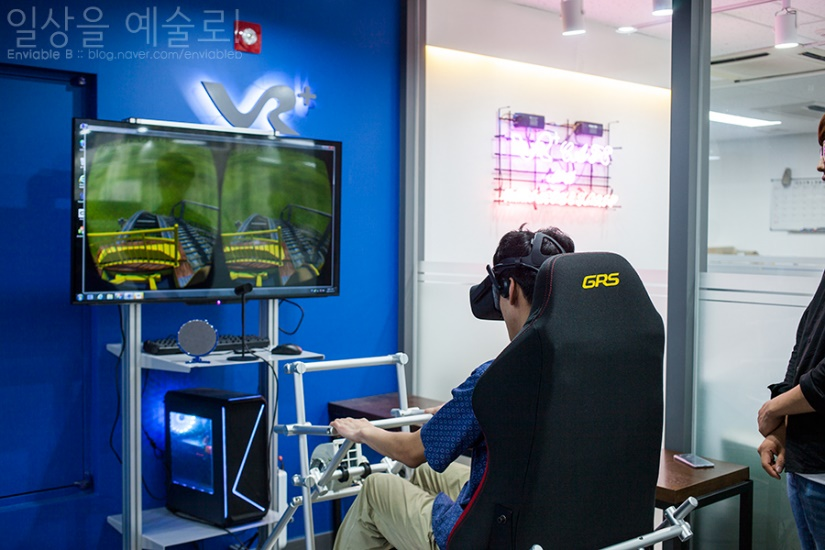 일상을 예술로!
Enviable B :: blog.naver.com/enviableb
VR+
GRS